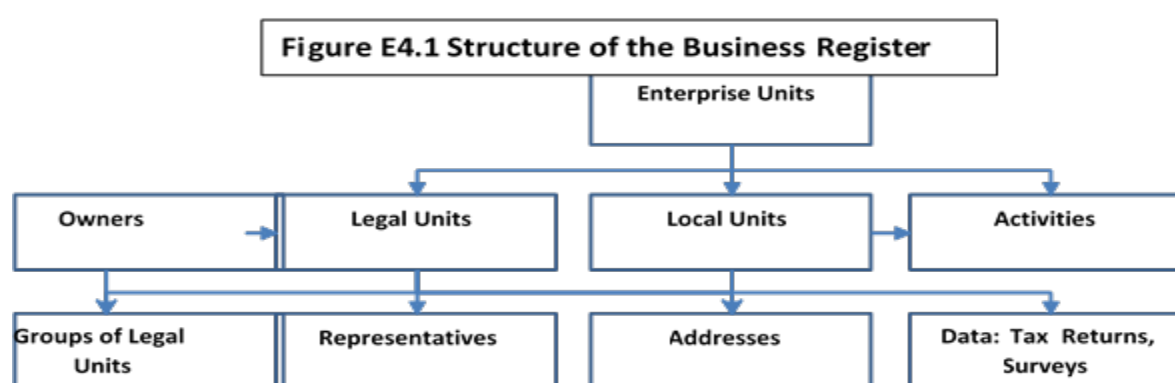 Figure E4.1 Structure of the Business Register
Enterprise Units
Owners
Legal Units
Local Units
Activities
Groups of Legal
Units
Representatives
Addresses
Data: Tax Returns,
Surveys